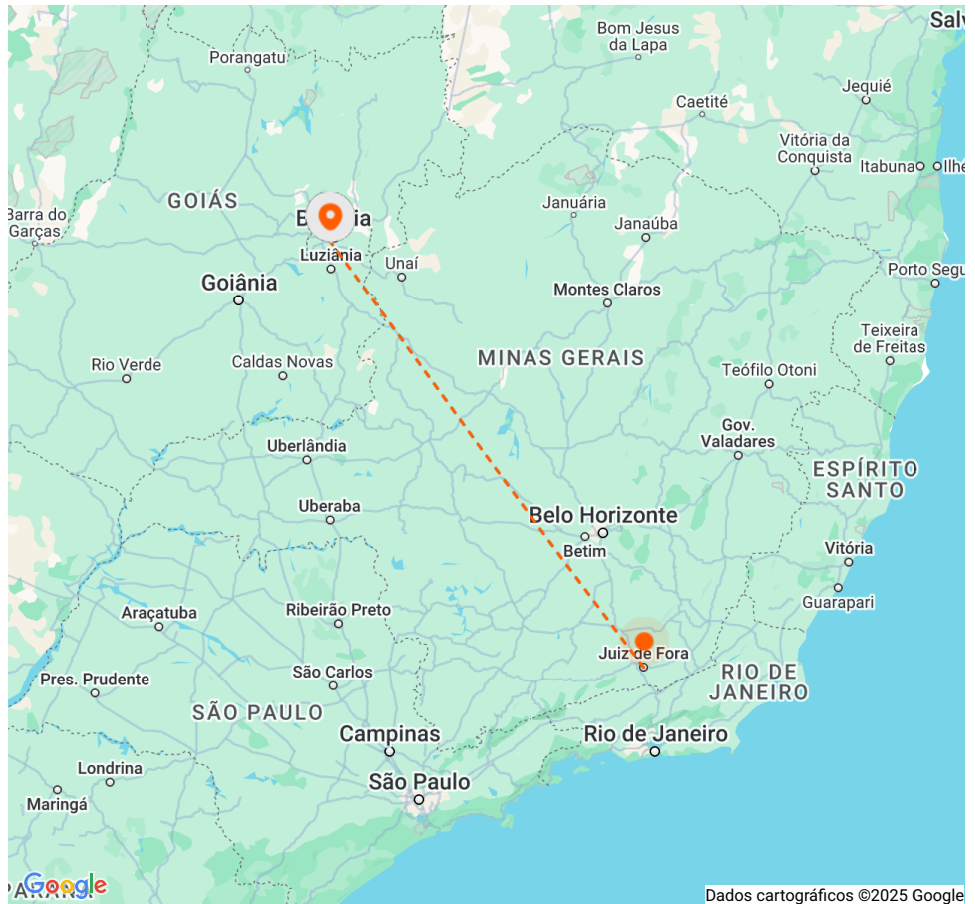 Salv
Bom Jesus
da Lapa
Porangatu
Jequié
Caetité
Vitória da
Conquista
Itabuna
Ilhé
GOIÁS
Januária
Barra do
Garças
Janaúba
Luziânia
Unaí
Goiânia
Porto Segu
Montes Claros
Teixeira
de Freitas
MINAS GERAIS
Rio Verde
Caldas Novas
Teófilo Otoni
Gov.
Valadares
Uberlândia
ESPÍRITO
SANTO
Uberaba
Belo Horizonte
Betim
Vitória
Guarapari
Araçatuba
Ribeirão Preto
Juiz de Fora
São Carlos
Pres. Prudente
RIO DE
JANEIRO
SÃO PAULO
Campinas
Rio de Janeiro
Londrina
São Paulo
Maringá
PARANÁ
Google
Dados cartográficos ©2025 Google